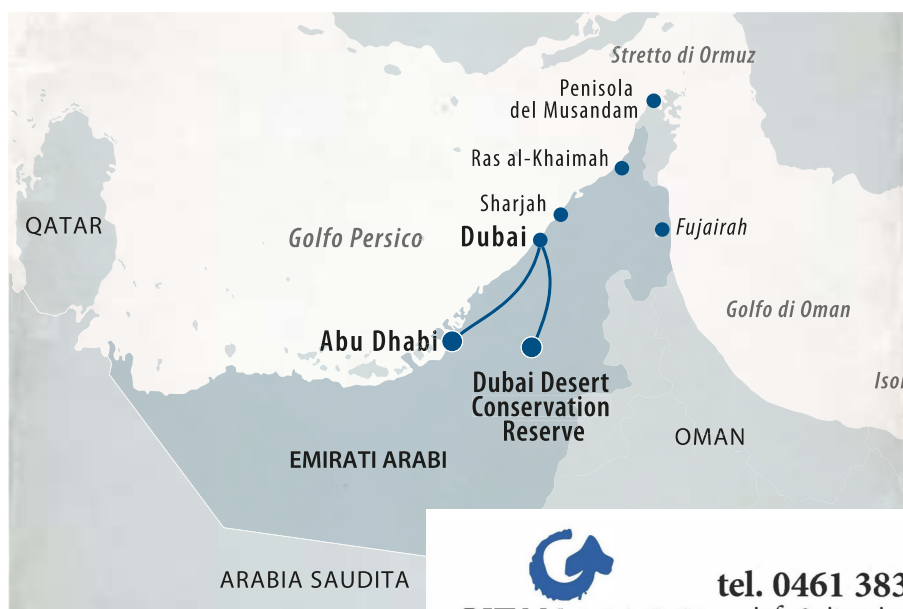 Stretto di Ormuz
Penisola
del Musandam
Ras al-Khaimah
Sharjah
QATAR
Golfo Persico
Dubai
Fujairah
Golfo di Oman
Abu Dhabi
Dubai Desert
Conservation
Reserve
OMAN
EMIRATI ARABI
ARABIA SAUDITA
tel. 0461 383